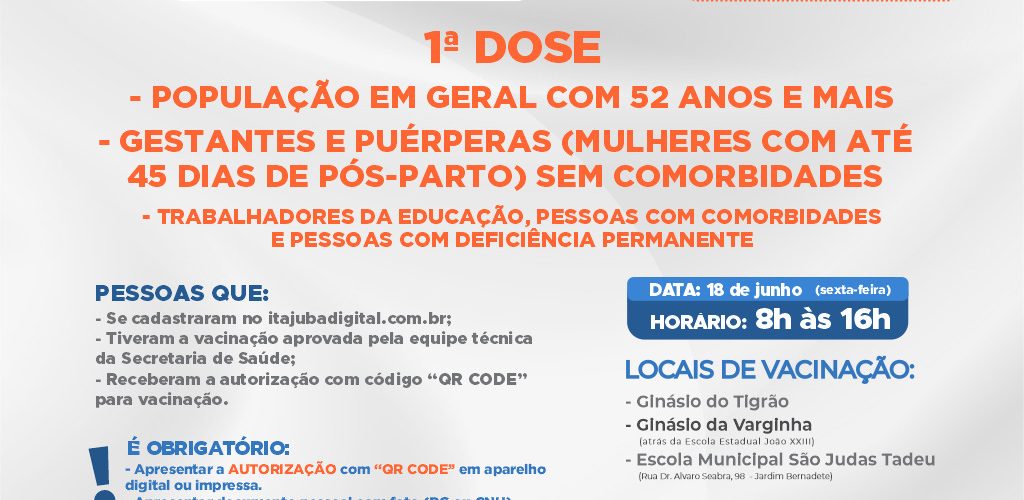 1ª DOSE
- POPULAÇÃO EM GERAL COM 52 ANOS E MAIS
- GESTANTES E PUÉRPERAS (MULHERES COM ATÉ
45 DIAS DE PÓS-PARTO) SEM COMORBIDADES
- TRABALHADORES DA EDUCAÇÃO, PESSOAS COM COMORBIDADES
E PESSOAS COM DEFICIÊNCIA PERMANENTE
PESSOAS QUE:
- Se cadastraram no itajubadigital.com.br;
- Tiveram a vacinação aprovada pela equipe técnica
da Secretaria de Saúde;
- Receberam a autorização com código “QR CODE”
para vacinação.
! É OBRIGATÓRIO:
- Apresentar a AUTORIZAÇÃO com “QR CODE” em aparelho
digital ou impressa.
DATA: 18 de junho (sexta-feira)
HORÁRIO: 8h às 16h
LOCAIS DE VACINAÇÃO:
- Ginásio do Tigrão
- Ginásio da Varginha
(atrás da Escola Estadual João XXIII)
- Escola Municipal São Judas Tadeu
(Rua Dr. Alvaro Seabra, 98 - Jardim Bernadete)